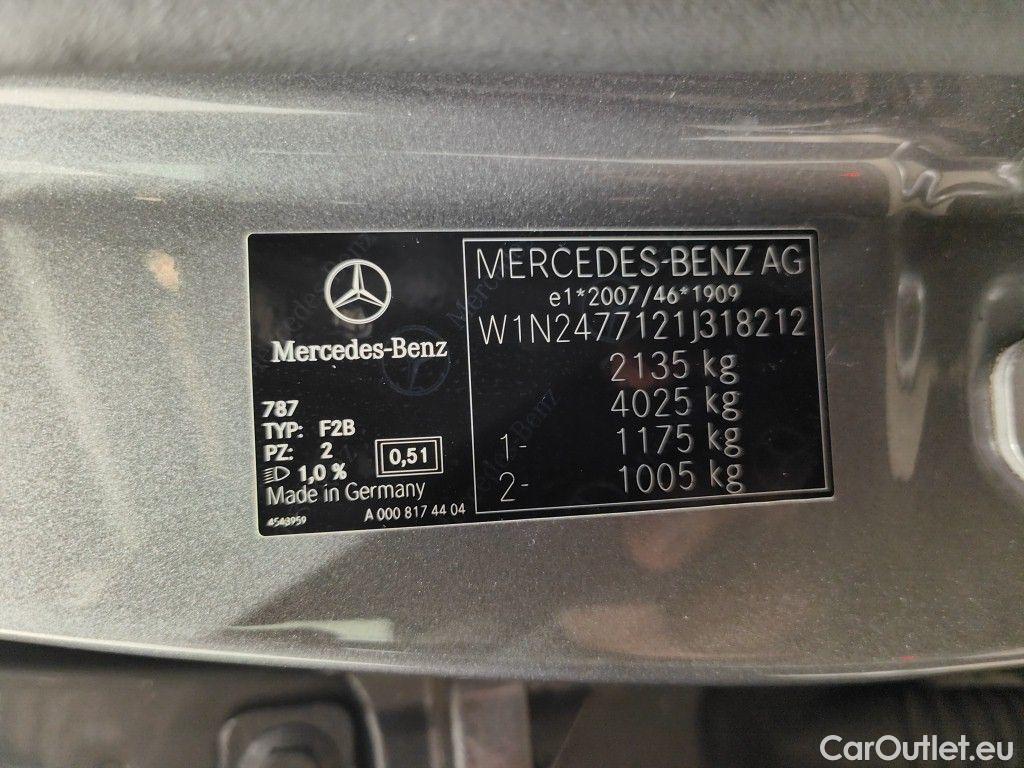 Mercedes-Benz
787
TYP: F2B
PZ: 2
1,0 %
0,51
Made in Germany
4543959
A 000 817 44 04
MERCEDES-BENZ AG
e1*2007/46*1909
W1N2477121J318212
2135 kg
4025 kg
1- 1175 kg
2- 1005 kg
CarOutlet.eu